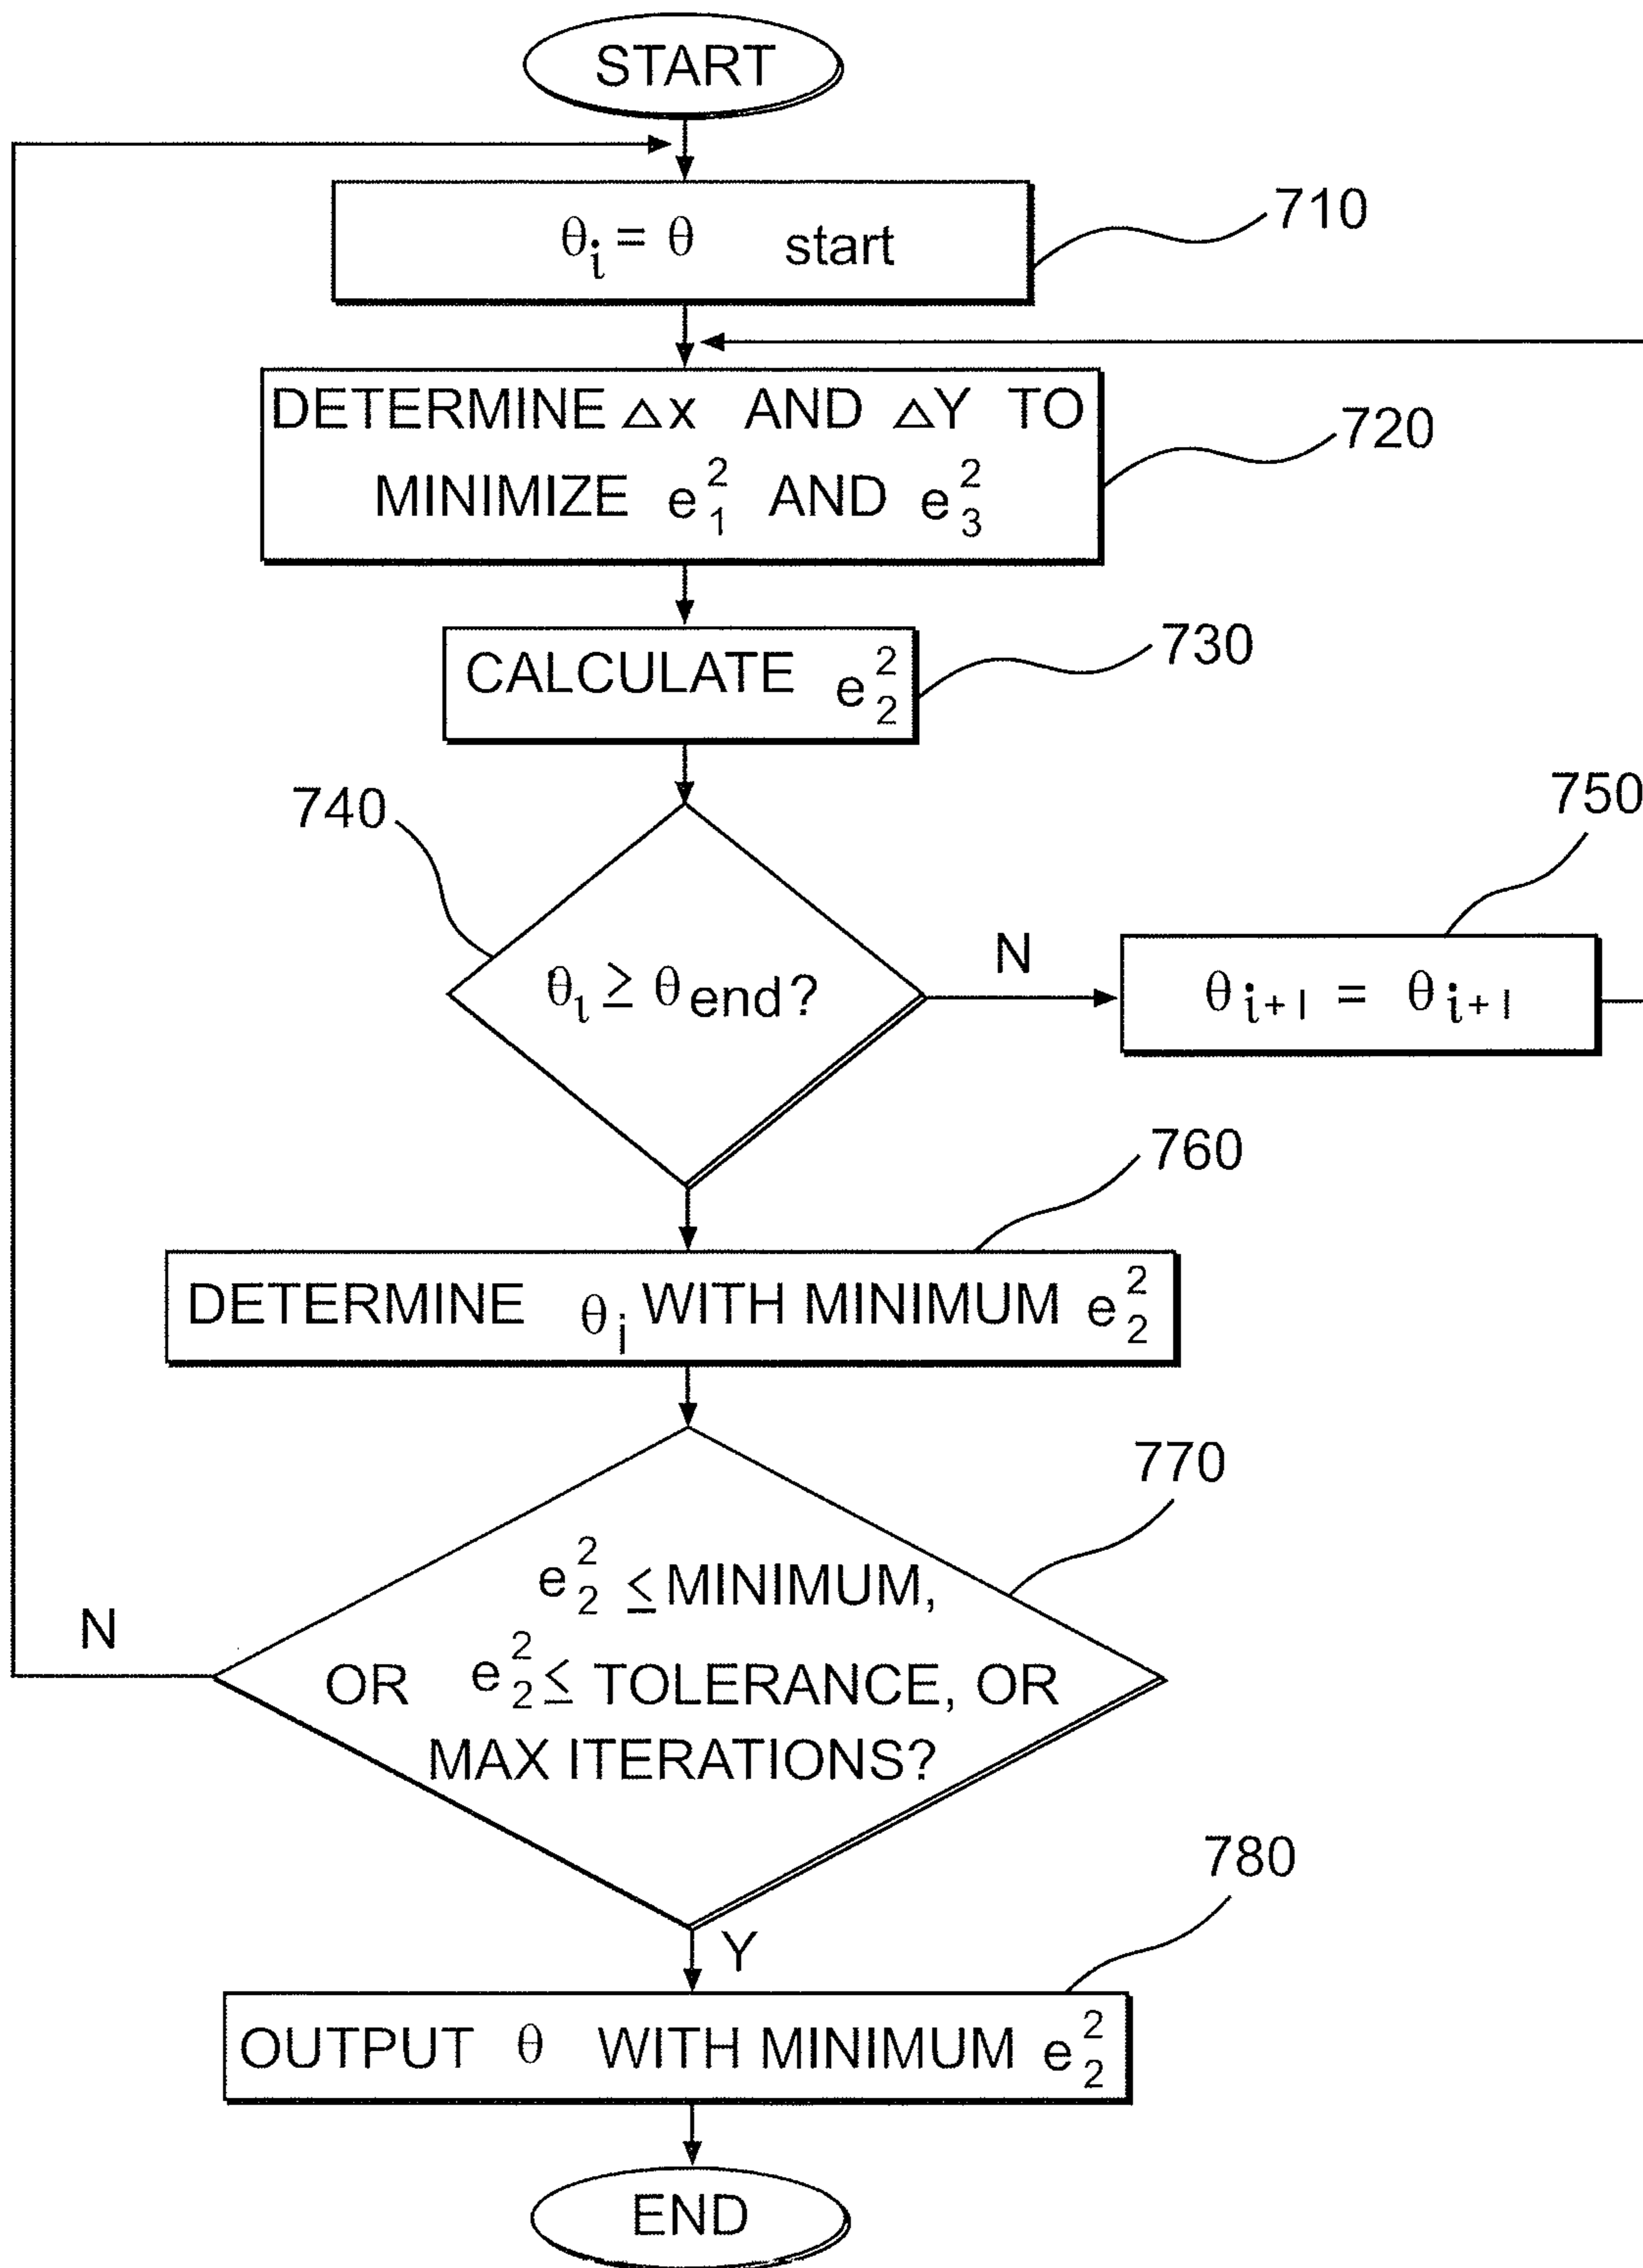 START
θi = θ start
710
DETERMINE △x AND △Y TO
MINIMIZE e₁² AND e₃²
720
CALCULATE e₂²
730
740
θι ≥ θend?
N
750
θi+1 = θi+1
760
DETERMINE θi WITH MINIMUM e₂²
770
e₂² ≤ MINIMUM,
OR e₂² ≤ TOLERANCE, OR
MAX ITERATIONS?
N
Y
780
OUTPUT θ WITH MINIMUM e₂²
END